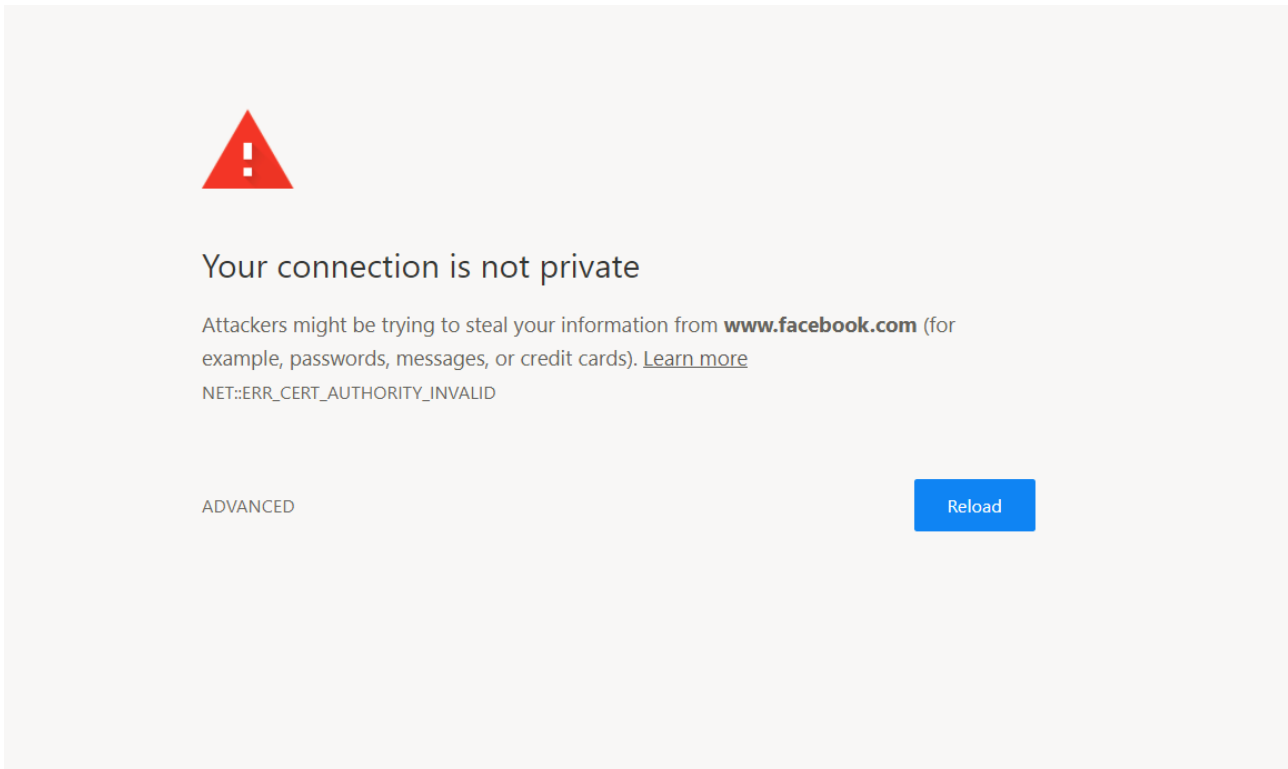 Your connection is not private
Attackers might be trying to steal your information from www.facebook.com (for
example, passwords, messages, or credit cards). Learn more
NET::ERR_CERT_AUTHORITY_INVALID
ADVANCED
Reload